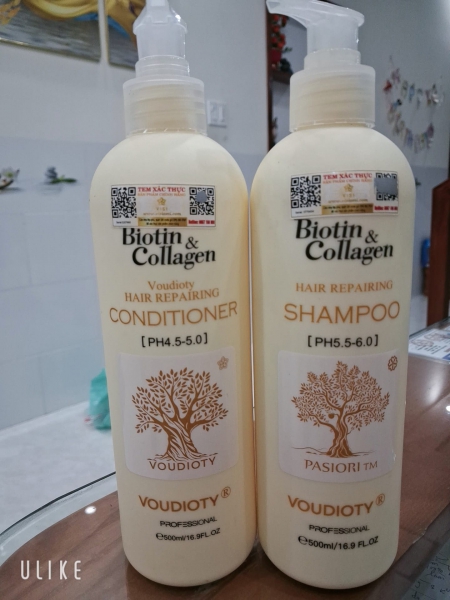 TEM XÁC THỰC
Biotin &
Collagen
Voudioty
HAIR REPAIRING
CONDITIONER
[ PH4.5-5.0 ]
VOUDIOTY
VOUDIOTY®
PROFESSIONAL
℮500ml/16.9FL.OZ
TEM XÁC THỰC
Biotin &
Collagen
HAIR REPAIRING
SHAMPOO
[ PH5.5-6.0 ]
PASIORI TM
VOUDIOTY®
PROFESSIONAL
℮500ml/16.9 FL.OZ
ULIKE